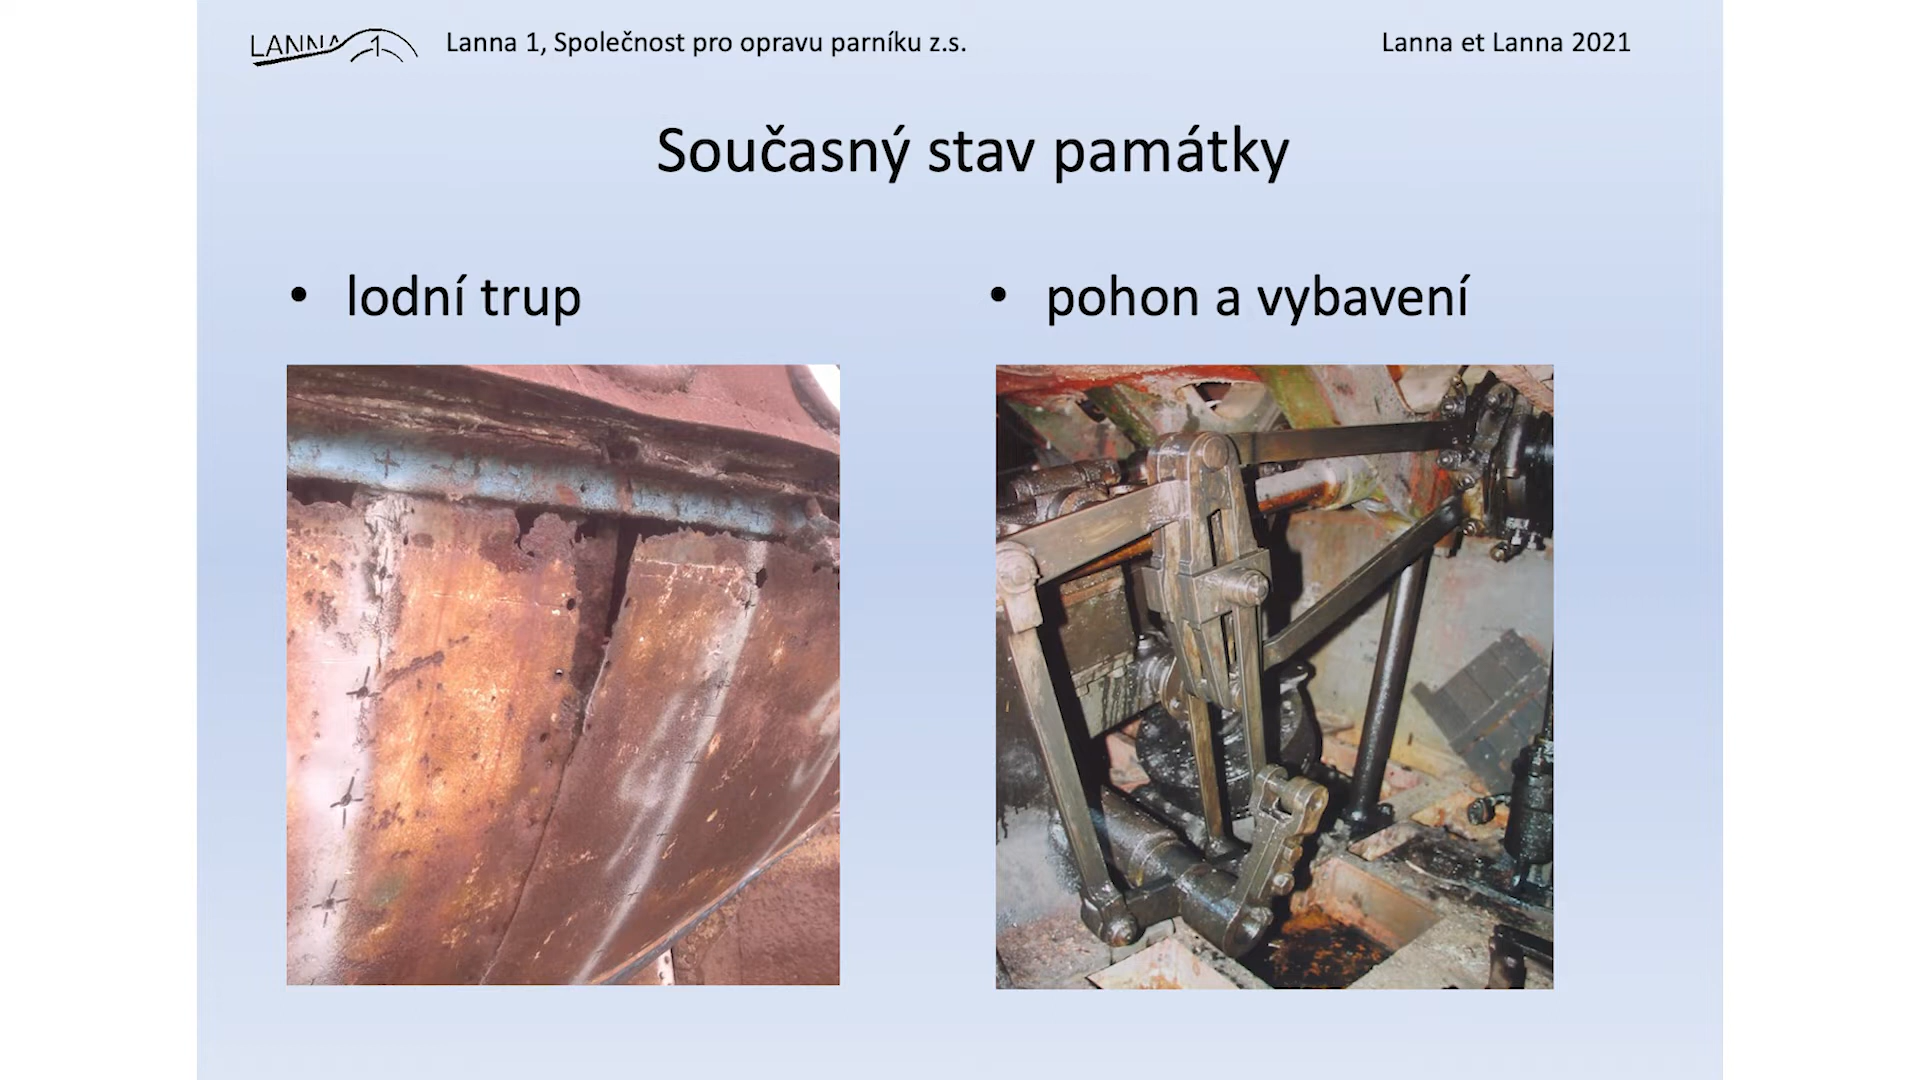 LANNA 1
Lanna 1, Společnost pro opravu parníku z.s.
Lanna et Lanna 2021
Současný stav památky
• lodní trup
• pohon a vybavení